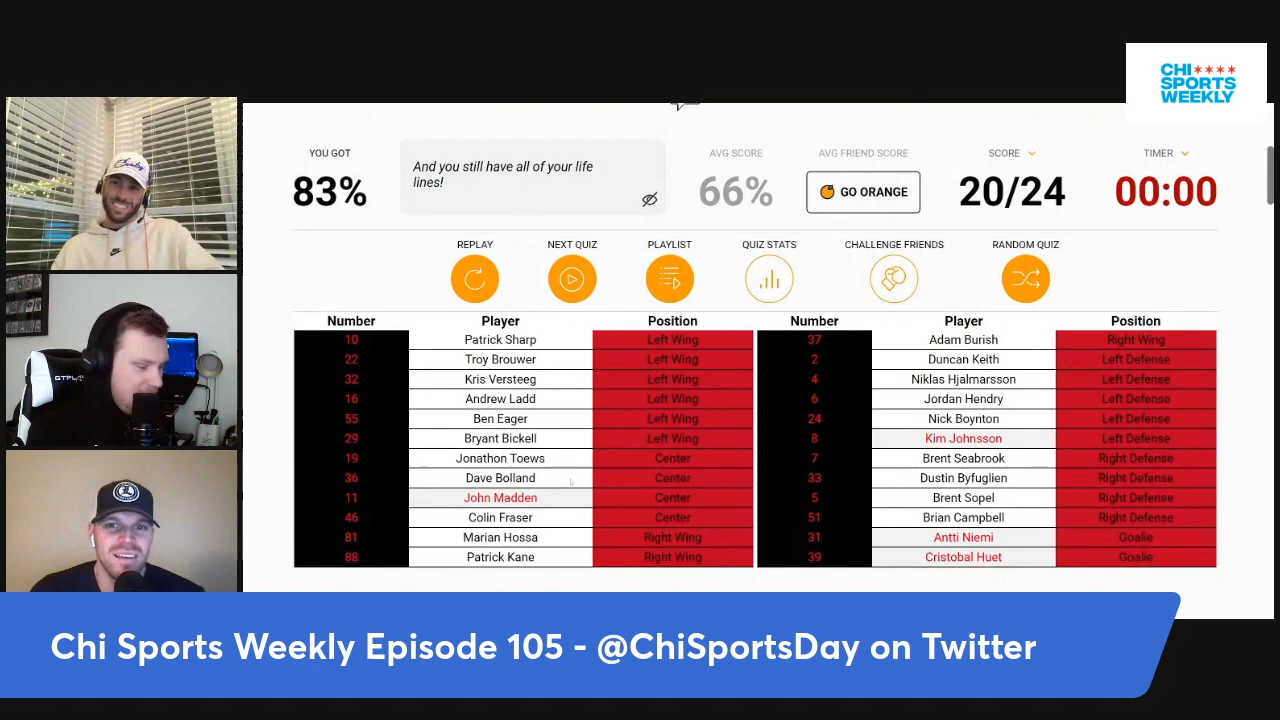 CHI
SPORTS
WEEKLY
YOU GOT
83%
And you still have all of your life
lines!
AVG SCORE
66%
AVG FRIEND SCORE
GO ORANGE
SCORE
20/24
TIMER
00:00
REPLAY
NEXT QUIZ
PLAYLIST
QUIZ STATS
CHALLENGE FRIENDS
RANDOM QUIZ
Number Player Position
10 Patrick Sharp Left Wing
22 Troy Brouwer Left Wing
32 Kris Versteeg Left Wing
16 Andrew Ladd Left Wing
55 Ben Eager Left Wing
29 Bryant Bickell Left Wing
19 Jonathon Toews Center
36 Dave Bolland Center
11 John Madden Center
46 Colin Fraser Center
81 Marian Hossa Right Wing
88 Patrick Kane Right Wing
Number Player Position
37 Adam Burish Right Wing
2 Duncan Keith Left Defense
4 Niklas Hjalmarsson Left Defense
6 Jordan Hendry Left Defense
24 Nick Boynton Left Defense
8 Kim Johnsson Left Defense
7 Brent Seabrook Right Defense
33 Dustin Byfuglien Right Defense
5 Brent Sopel Right Defense
51 Brian Campbell Right Defense
31 Antti Niemi Goalie
39 Cristobal Huet Goalie
Chi Sports Weekly Episode 105 - @ChiSportsDay on Twitter